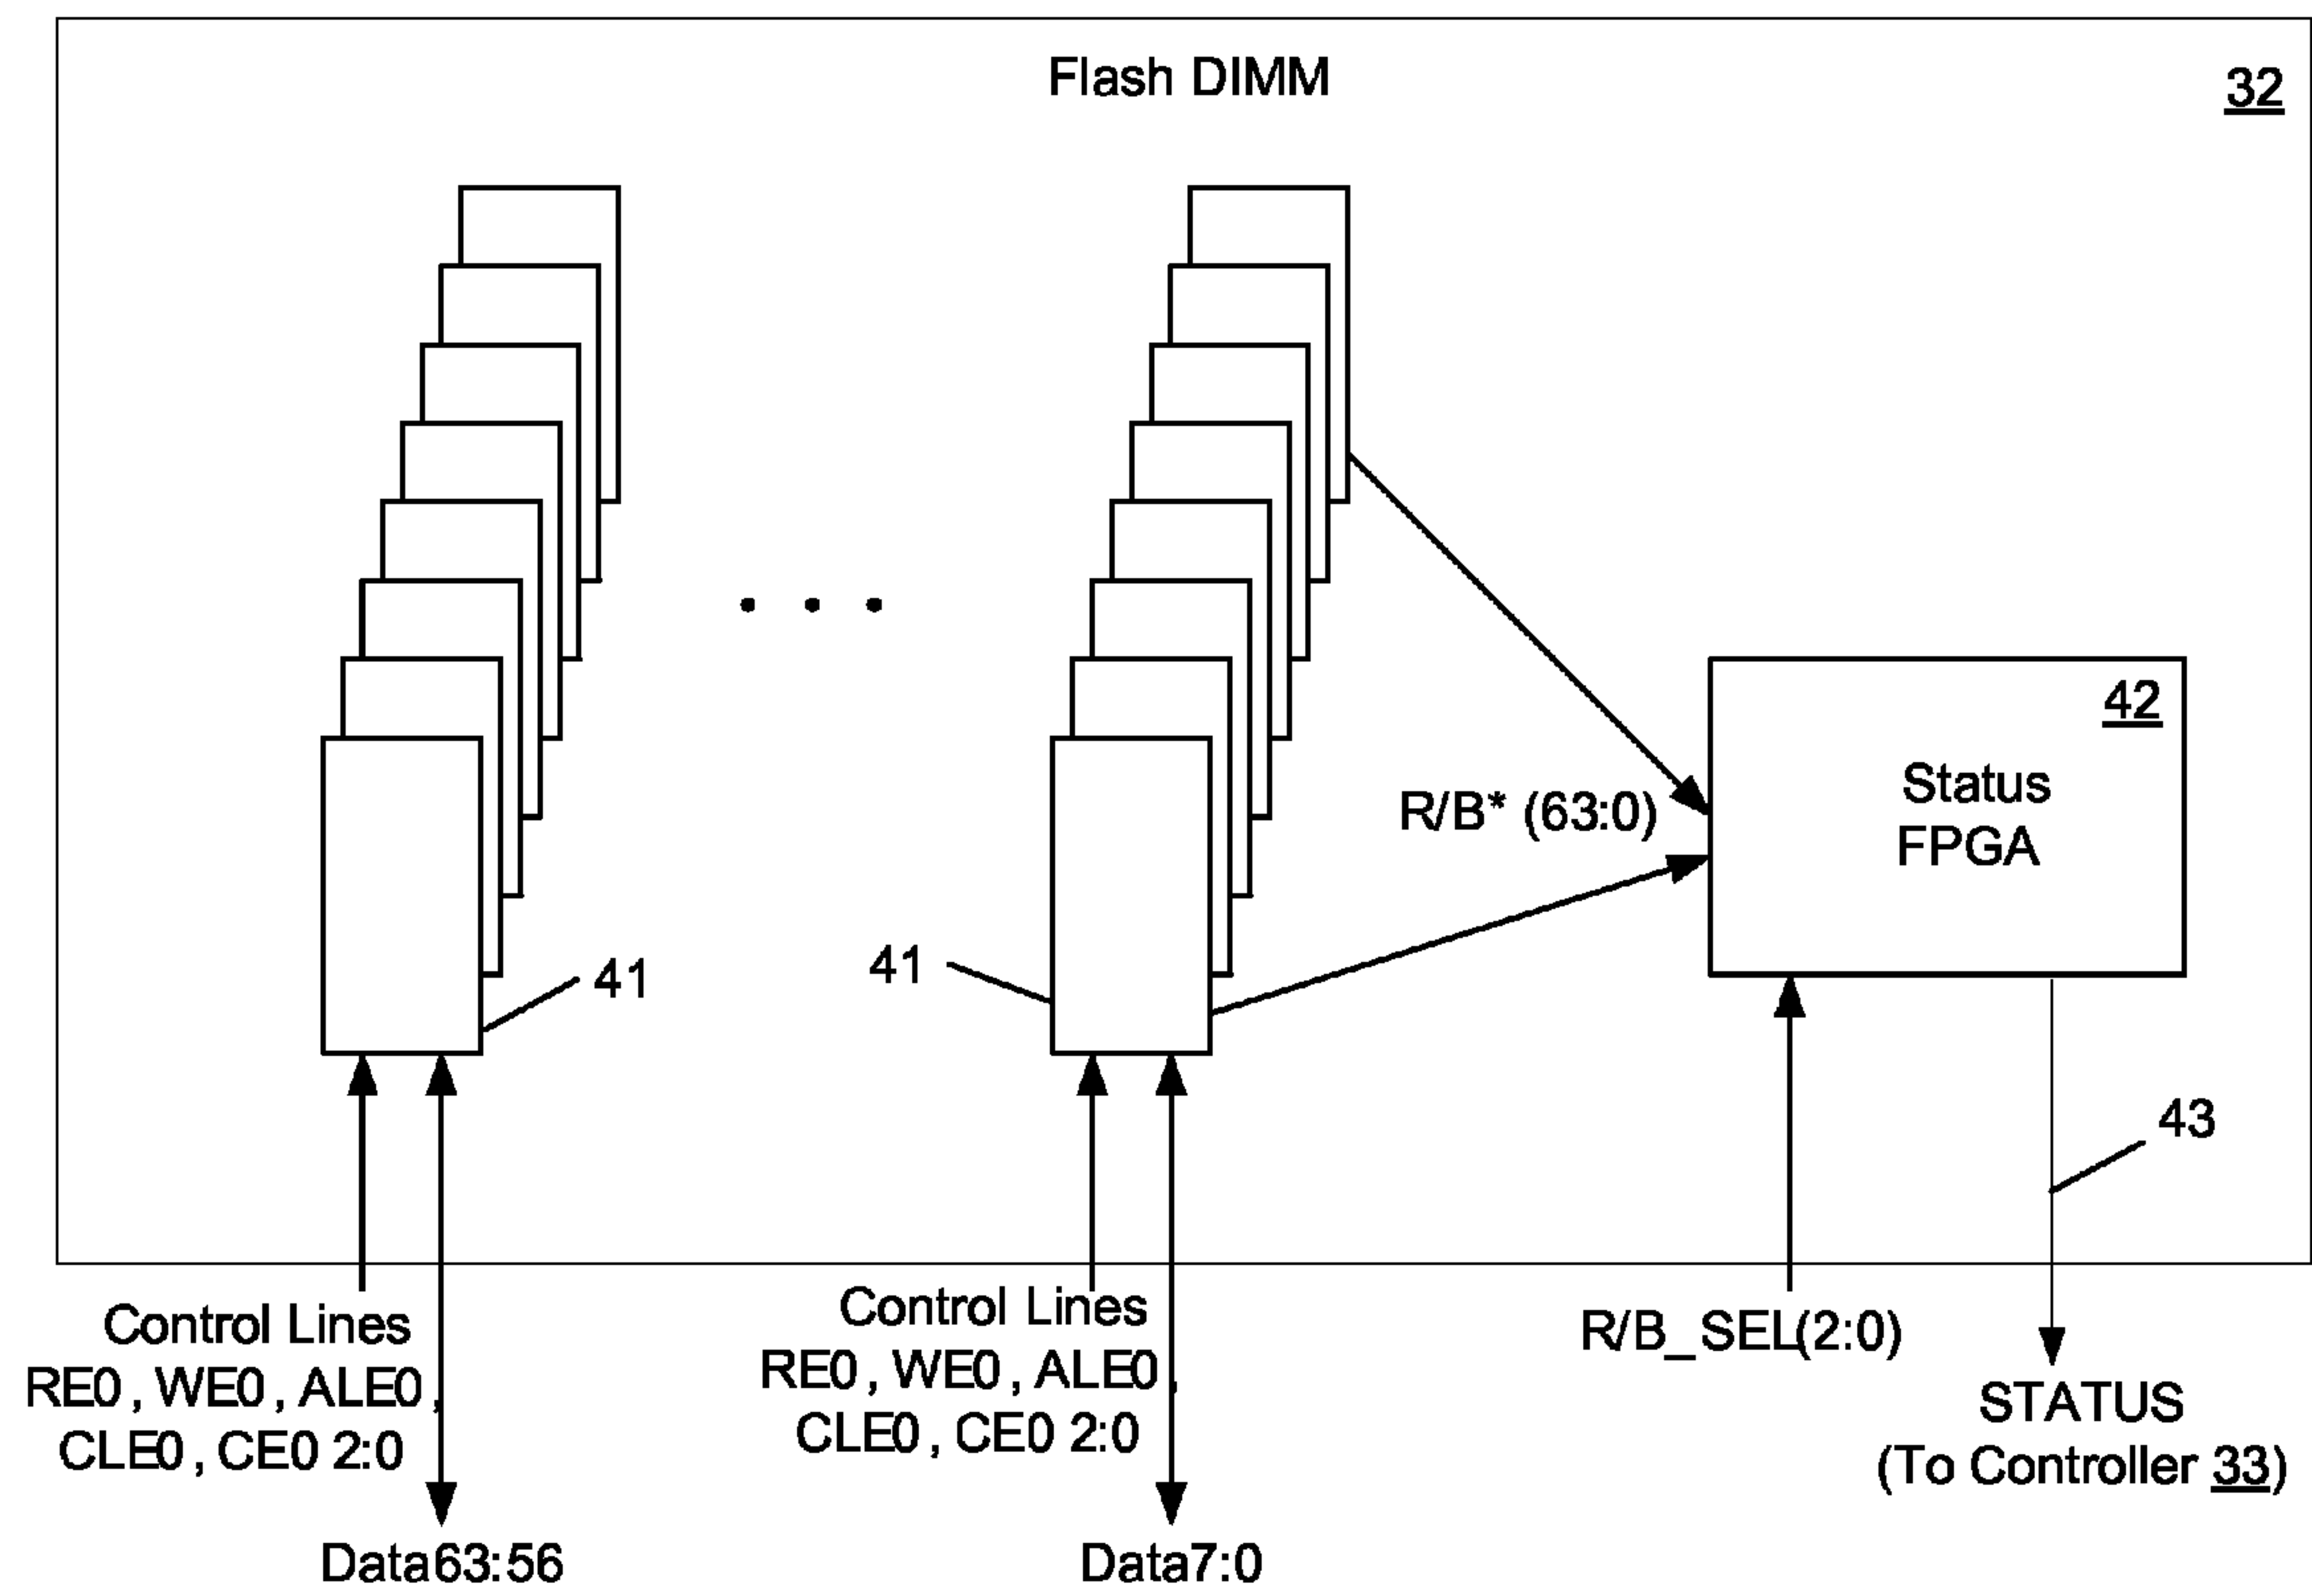 Flash DIMM
32
42
Status
FPGA
R/B* (63:0)
41
41
43
Control Lines
RE0, WE0, ALE0,
CLE0, CE0 2:0
Control Lines
RE0, WE0, ALE0,
CLE0, CE0 2:0
R/B_SEL(2:0)
STATUS
(To Controller 33)
Data63:56
Data7:0